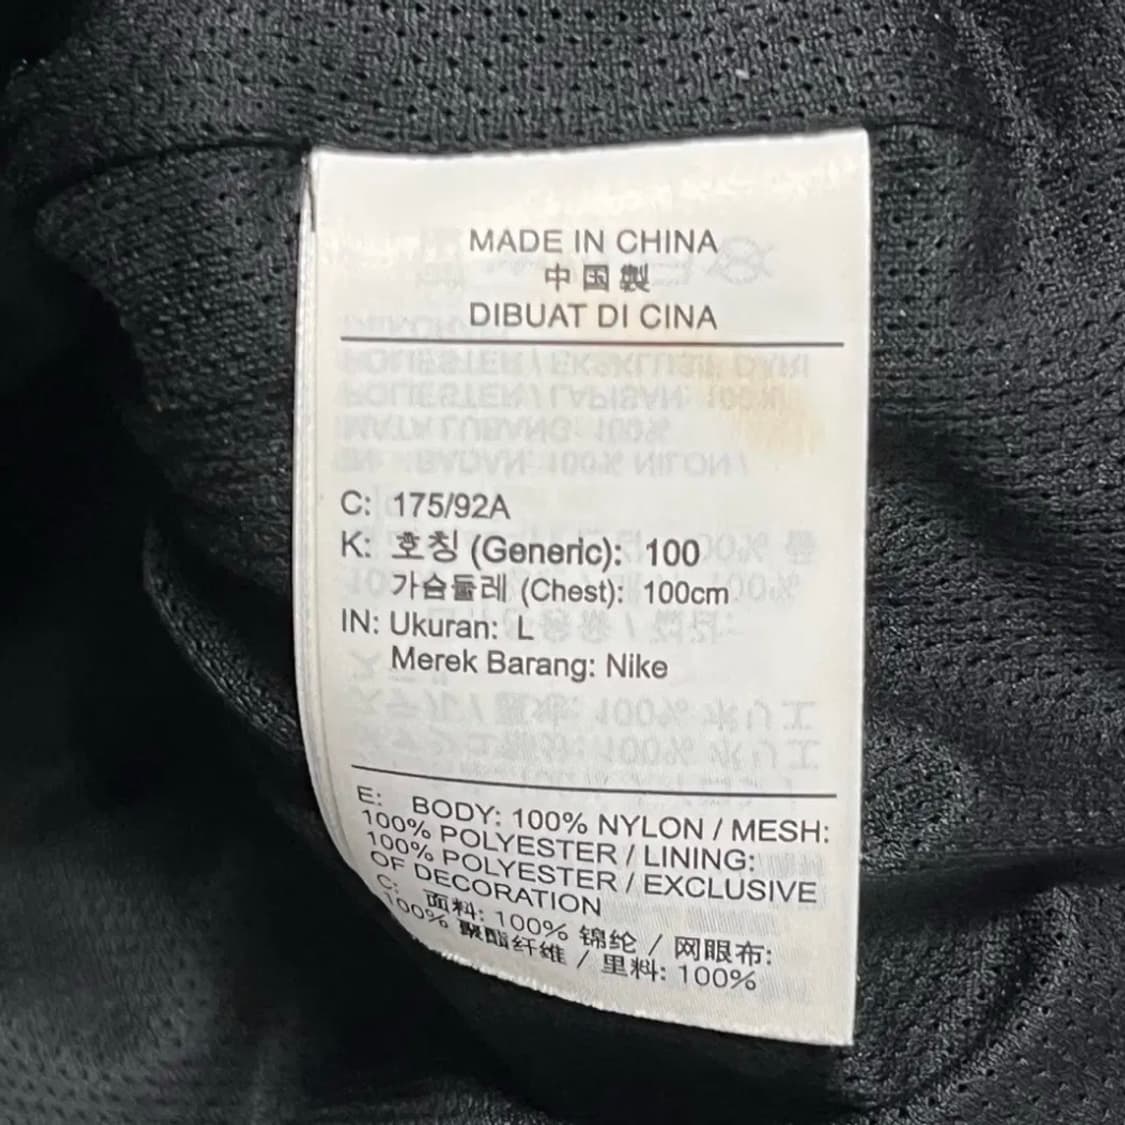 MADE IN CHINA
中国製
DIBUAT DI CINA
C: 175/92A
K: 호칭 (Generic): 100
가슴둘레 (Chest): 100cm
IN: Ukuran: L
Merek Barang: Nike
E: BODY: 100% NYLON / MESH:
100% POLYESTER / LINING:
100% POLYESTER / EXCLUSIVE
OF DECORATION
C: 面料: 100% 锦纶 / 网眼布:
100% 聚酯纤维 / 里料: 100%